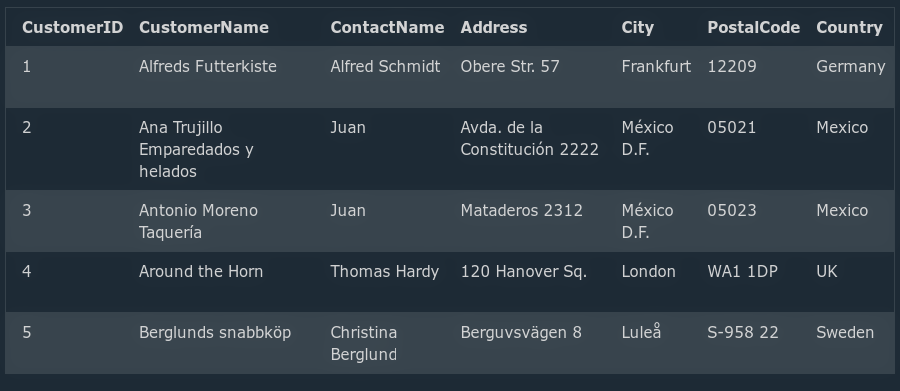 CustomerID CustomerName ContactName Address City PostalCode Country
1 Alfreds Futterkiste Alfred Schmidt Obere Str. 57 Frankfurt 12209 Germany
2 Ana Trujillo Juan Avda. de la México 05021 Mexico
Emparedados y Constitución 2222 D.F.
helados
3 Antonio Moreno Juan Mataderos 2312 México 05023 Mexico
Taquería D.F.
4 Around the Horn Thomas Hardy 120 Hanover Sq. London WA1 1DP UK
5 Berglunds snabbköp Christina Berguvsvägen 8 Luleå S-958 22 Sweden
Berglund